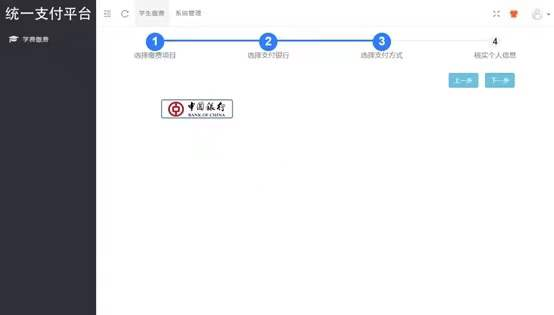 统一支付平台
学生缴费 系统管理
学费缴费
1 2 3 4
选择缴费项目 选择支付银行 选择支付方式 核实个人信息
上一步 下一步
中国银行
BANK OF CHINA